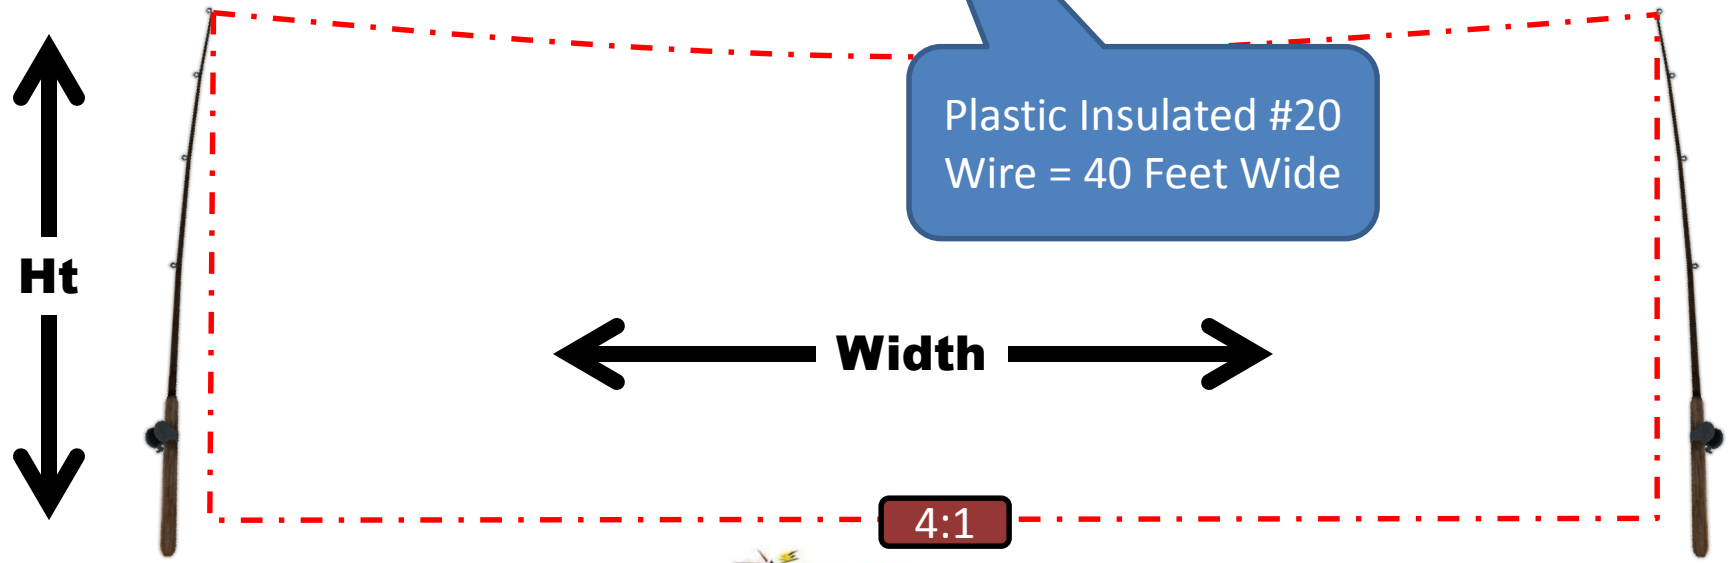 Plastic Insulated #20
Wire = 40 Feet Wide
Ht
Width
4:1